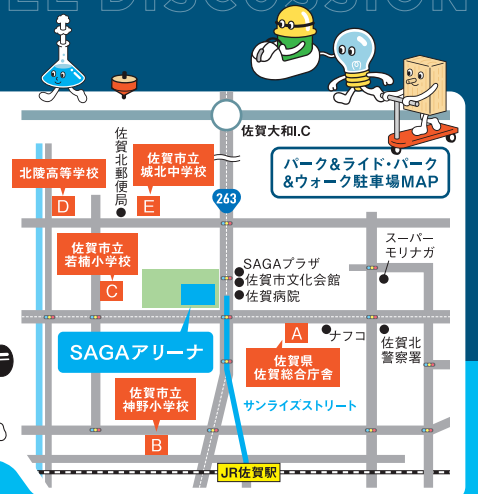 EL DISCUSSION
佐賀大和I.C
パーク&ライド・パーク
&ウォーク駐車場MAP
佐賀北郵便局
佐賀市立
城北中学校
E
北陵高等学校
D
263
佐賀市立
若楠小学校
C
SAGAプラザ
佐賀市文化会館
佐賀病院
スーパー
モリナガ
SAGAアリーナ
A
佐賀県
佐賀総合庁舎
ナフコ
佐賀北
警察署
佐賀市立
神野小学校
B
サンライズストリート
JR佐賀駅